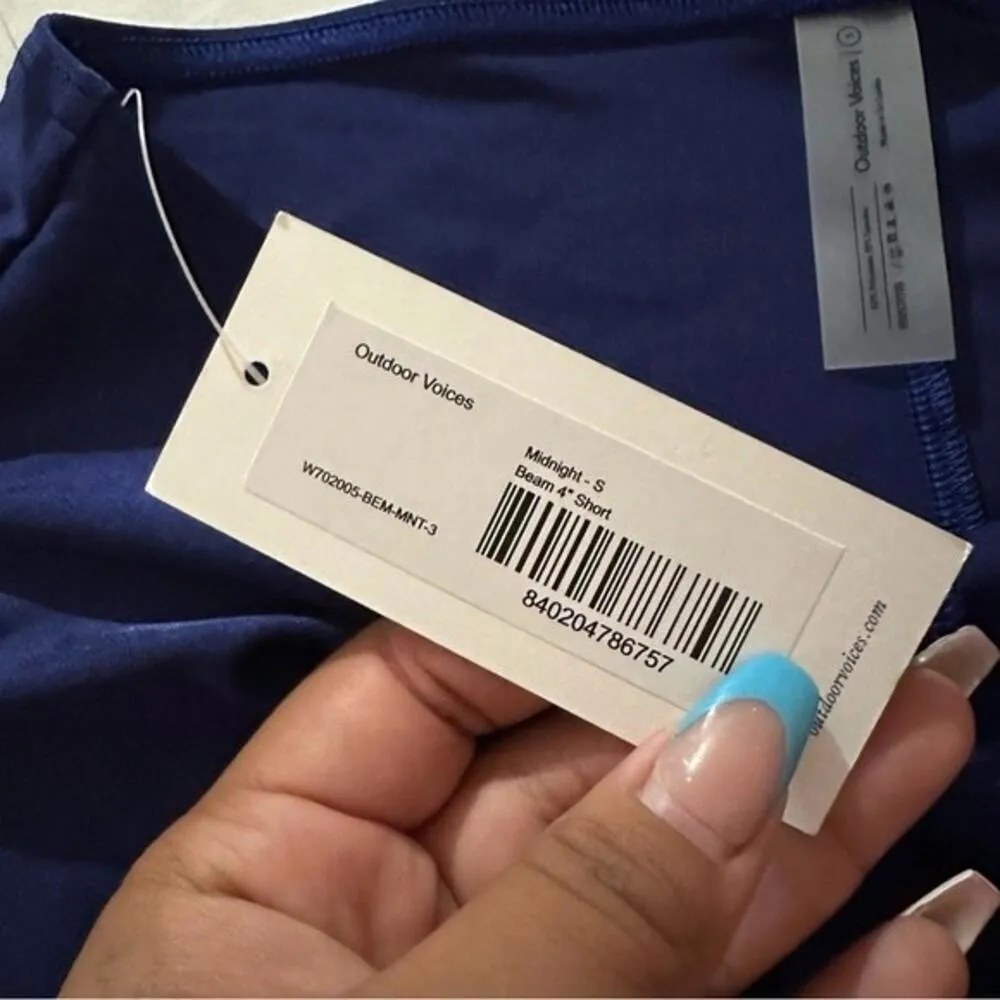 Outdoor Voices
W702005-BEM-MNT-3
Midnight - S
Beam 4" Short
840204786757
outdoorvoices.com
Outdoor Voices